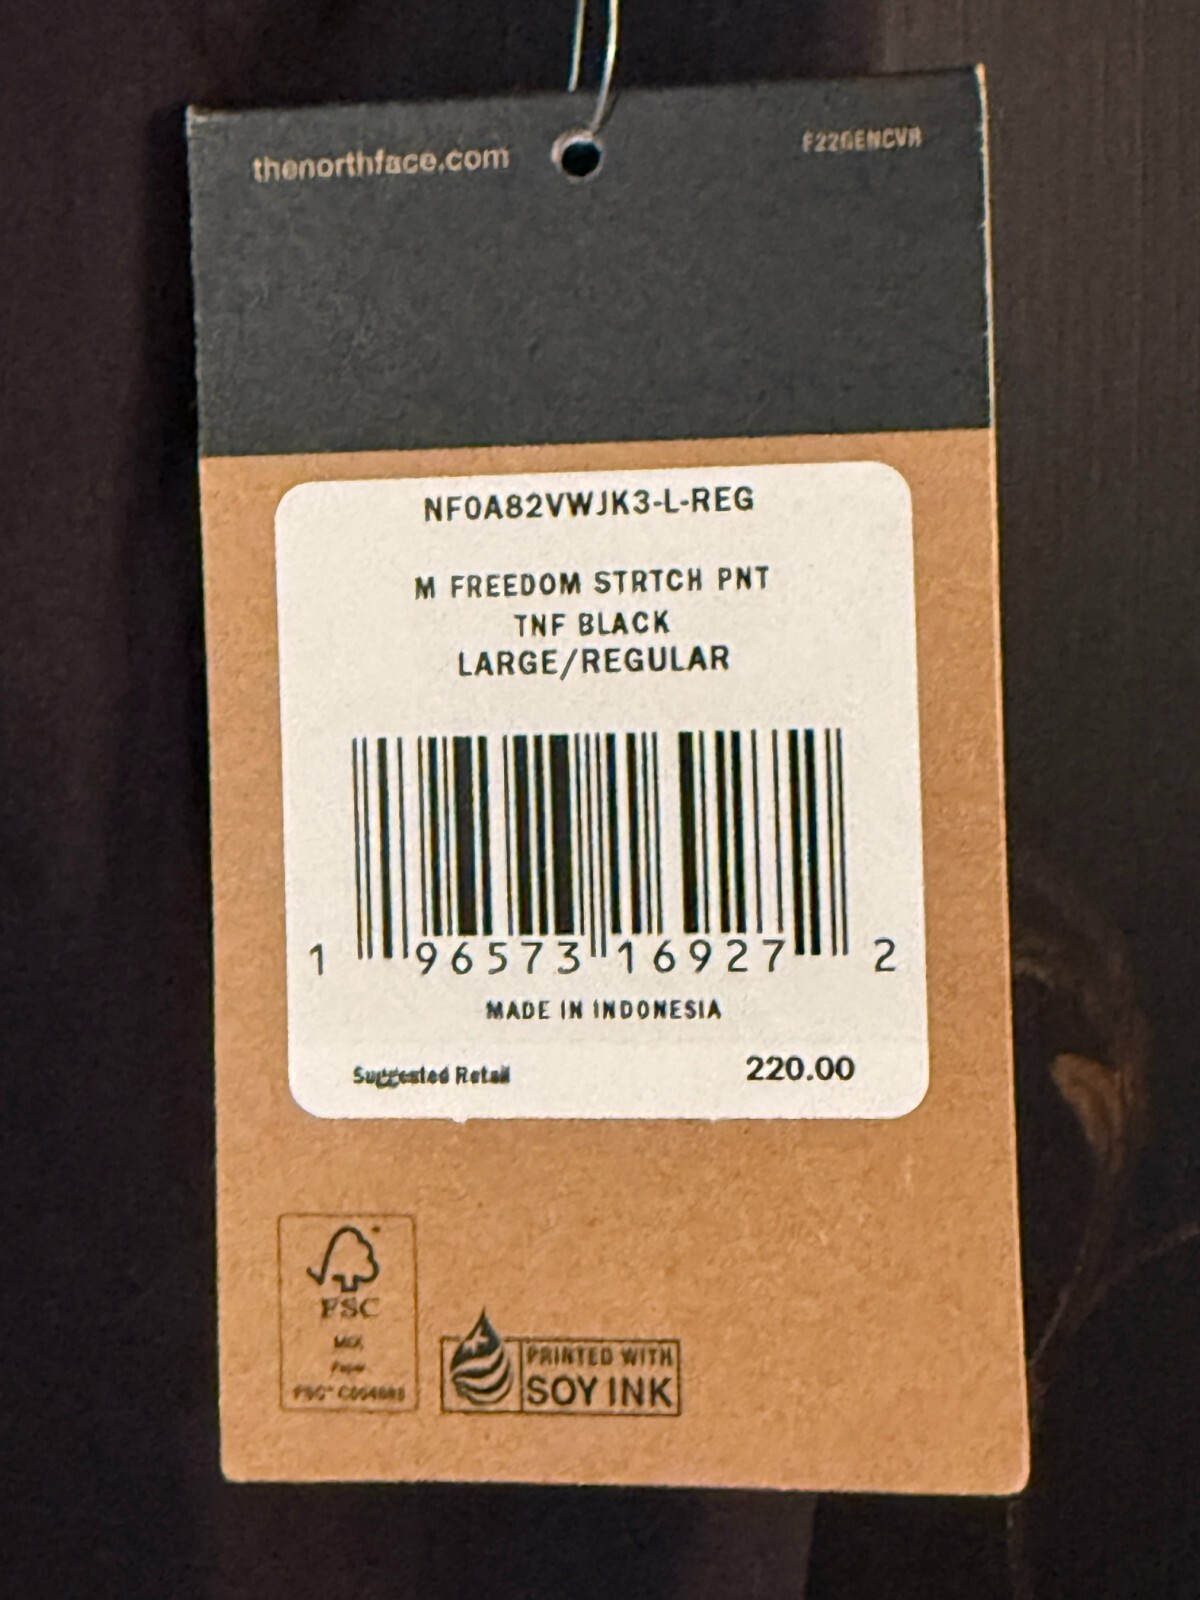 thenorthface.com
F22GENCVR
NF0A82VWJK3-L-REG
M FREEDOM STRTCH PNT
TNF BLACK
LARGE/REGULAR
1 96573 16927 2
MADE IN INDONESIA
Suggested Retail 220.00
FSC
MIX
Paper
FSC™
PRINTED WITH
SOY INK